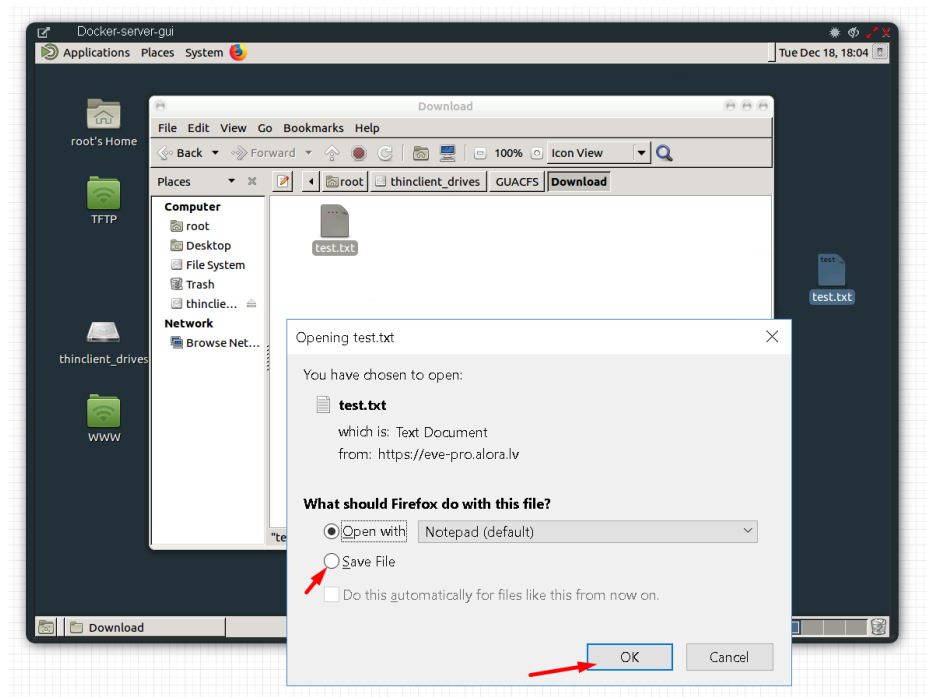 Docker-server-gui
Applications Places System
Tue Dec 18, 18:04
root's Home
TFTP
thinclient_drives
WWW
Download
File Edit View Go Bookmarks Help
Back Forward 100% Icon View
Places root thinclient_drives GUACFS Download
Computer
root
Desktop
File System
Trash
thinclie...
Network
Browse Net...
test.txt
"te
test
test.txt
Opening test.txt
You have chosen to open:
test.txt
which is: Text Document
from: https://eve-pro.alora.lv
What should Firefox do with this file?
Open with Notepad (default)
Save File
Do this automatically for files like this from now on.
OK Cancel
Download